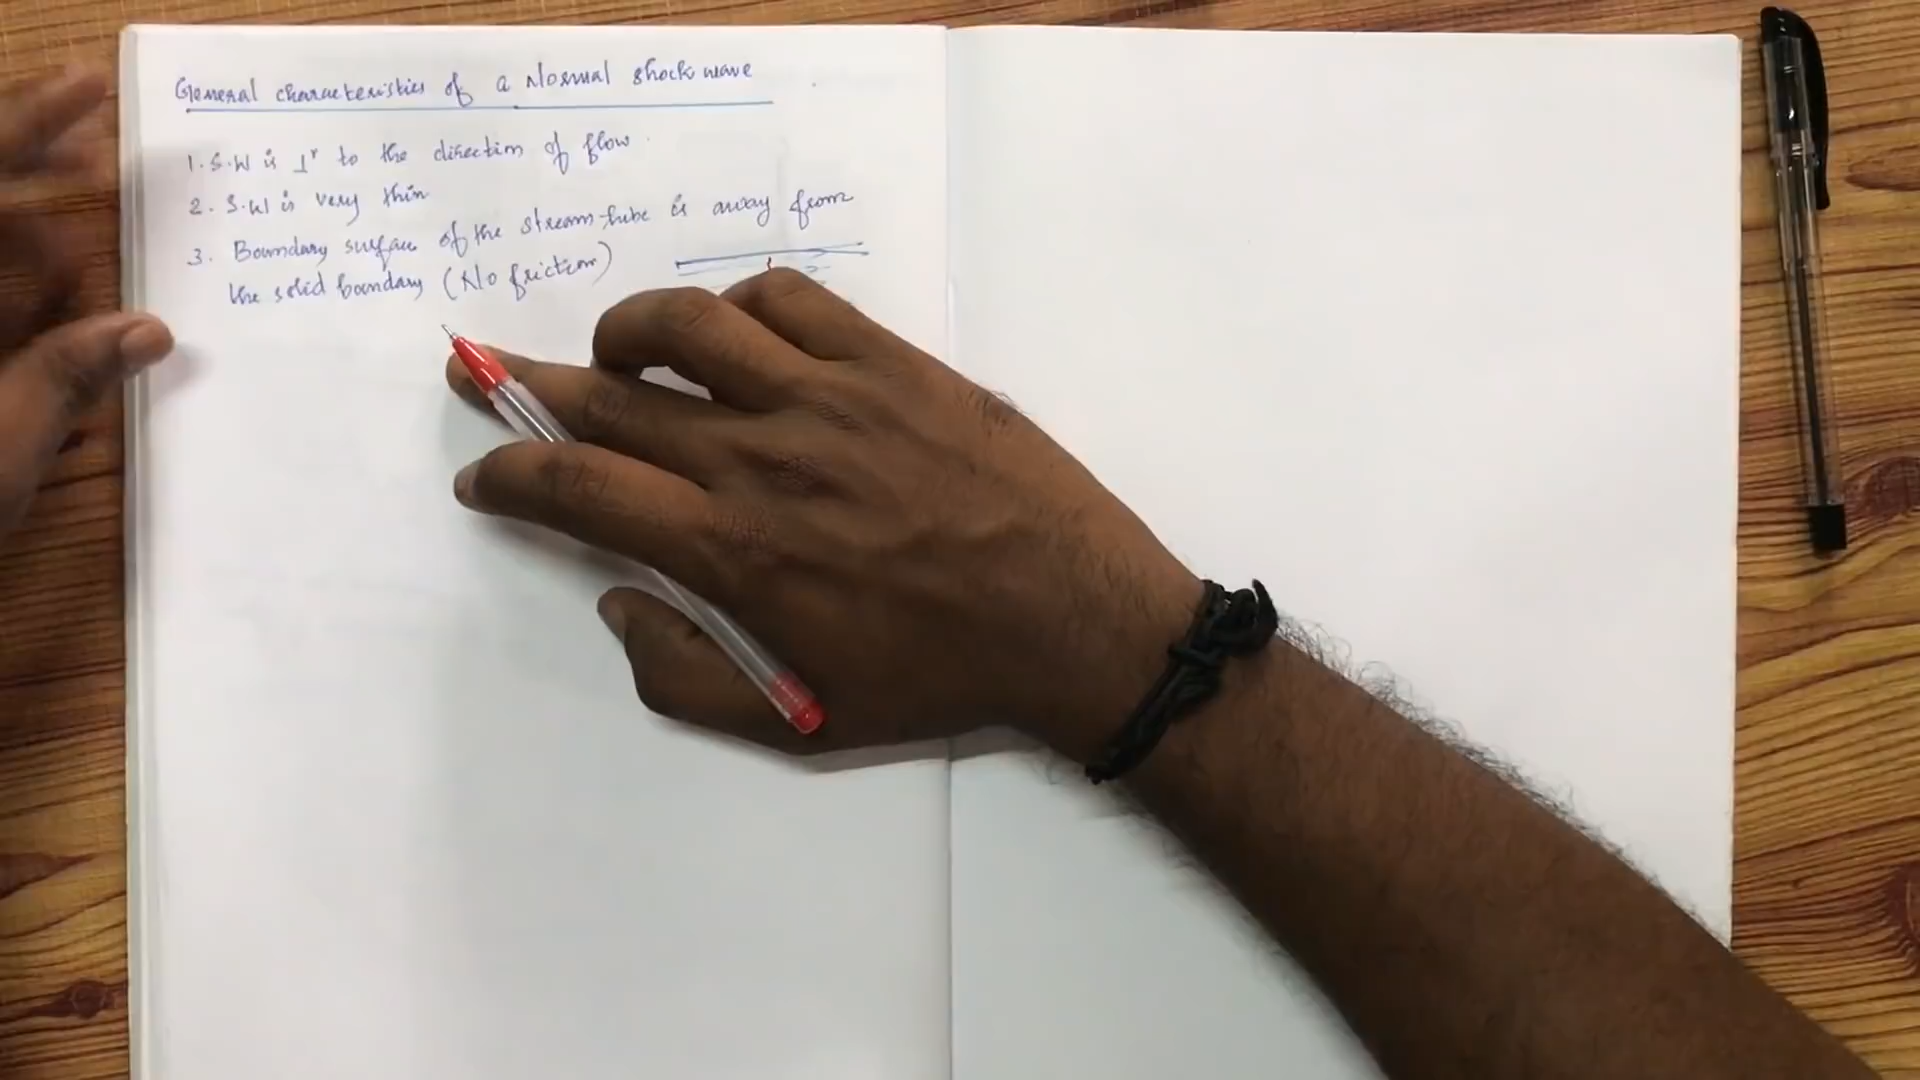 General characteristics of a Normal shock wave
1. S.W is ⊥r to the direction of flow.
2. S.W is very thin
3. Boundary surface of the stream-tube is away from
the solid boundary (No friction)